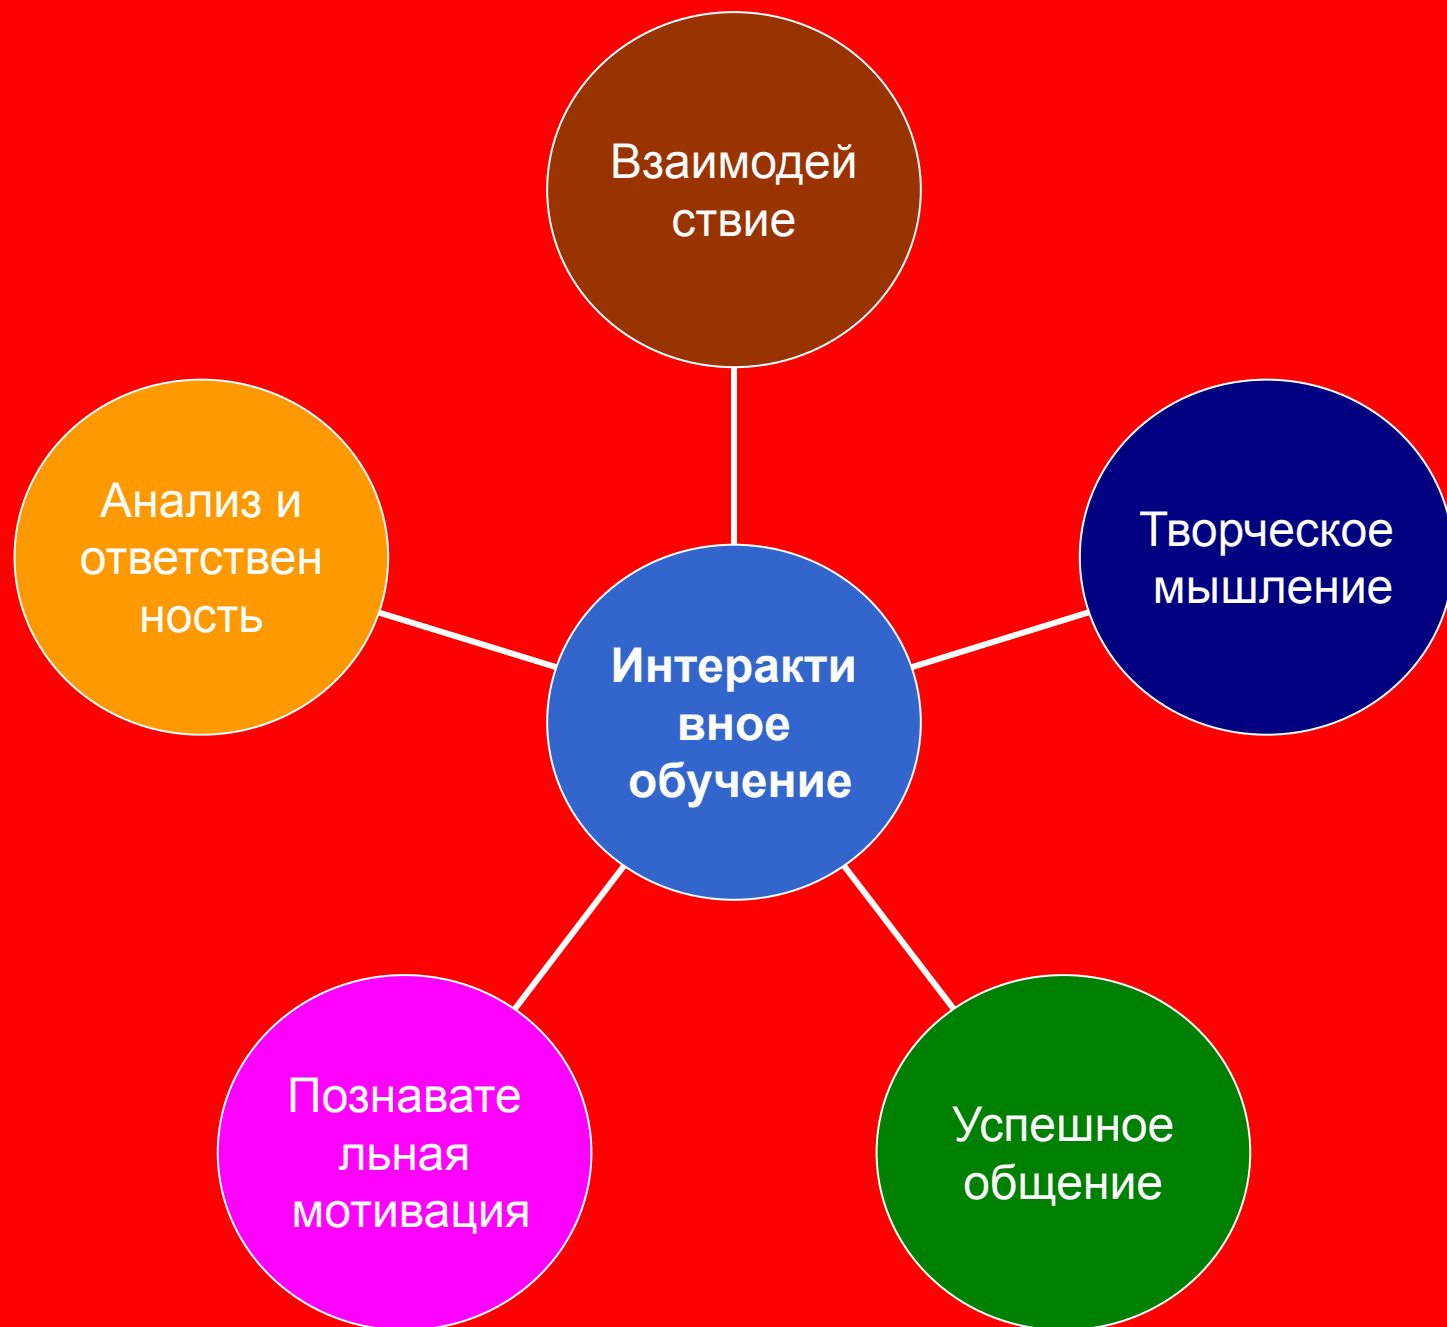 Взаимодей
ствие
Творческое
мышление
Успешное
общение
Познавате
льная
мотивация
Анализ и
ответствен
ность
Интеракти
вное
обучение